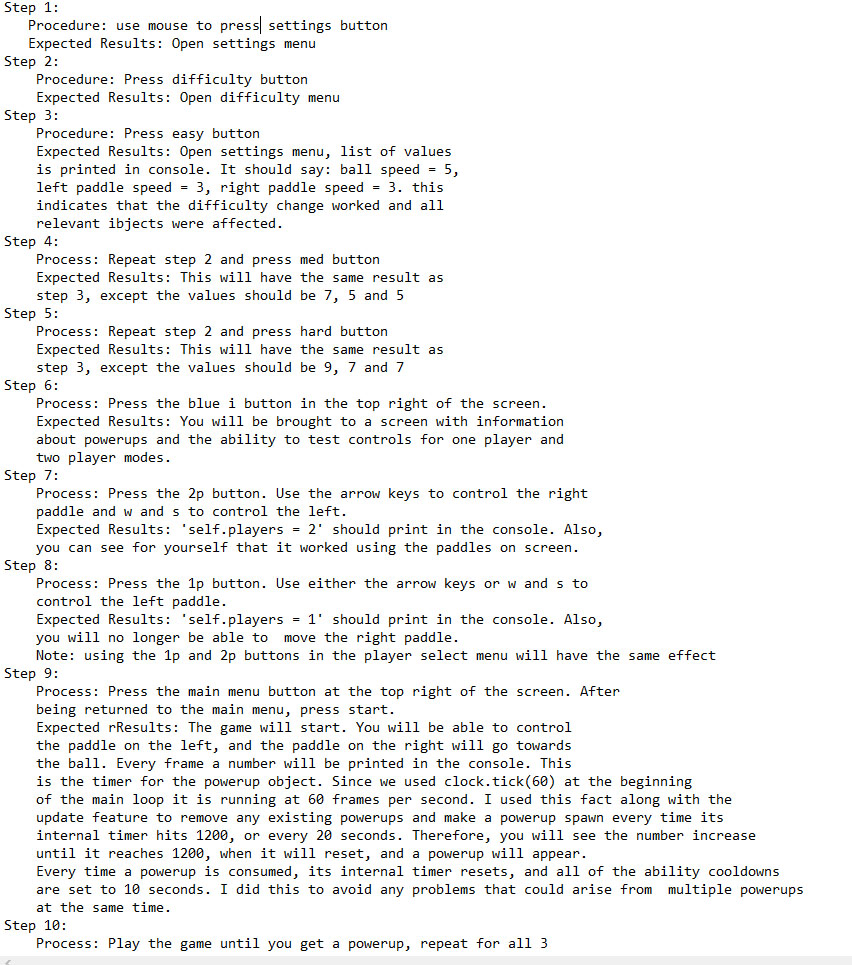 Step 1:
Procedure: use mouse to press settings button
Expected Results: Open settings menu
Step 2:
Procedure: Press difficulty button
Expected Results: Open difficulty menu
Step 3:
Procedure: Press easy button
Expected Results: Open settings menu, list of values
is printed in console. It should say: ball speed = 5,
left paddle speed = 3, right paddle speed = 3. this
indicates that the difficulty change worked and all
relevant ibjects were affected.
Step 4:
Process: Repeat step 2 and press med button
Expected Results: This will have the same result as
step 3, except the values should be 7, 5 and 5
Step 5:
Process: Repeat step 2 and press hard button
Expected Results: This will have the same result as
step 3, except the values should be 9, 7 and 7
Step 6:
Process: Press the blue i button in the top right of the screen.
Expected Results: You will be brought to a screen with information
about powerups and the ability to test controls for one player and
two player modes.
Step 7:
Process: Press the 2p button. Use the arrow keys to control the right
paddle and w and s to control the left.
Expected Results: 'self.players = 2' should print in the console. Also,
you can see for yourself that it worked using the paddles on screen.
Step 8:
Process: Press the 1p button. Use either the arrow keys or w and s to
control the left paddle.
Expected Results: 'self.players = 1' should print in the console. Also,
you will no longer be able to  move the right paddle.
Note: using the 1p and 2p buttons in the player select menu will have the same effect
Step 9:
Process: Press the main menu button at the top right of the screen. After
being returned to the main menu, press start.
Expected rResults: The game will start. You will be able to control
the paddle on the left, and the paddle on the right will go towards
the ball. Every frame a number will be printed in the console. This
is the timer for the powerup object. Since we used clock.tick(60) at the beginning
of the main loop it is running at 60 frames per second. I used this fact along with the
update feature to remove any existing powerups and make a powerup spawn every time its
internal timer hits 1200, or every 20 seconds. Therefore, you will see the number increase
until it reaches 1200, when it will reset, and a powerup will appear.
Every time a powerup is consumed, its internal timer resets, and all of the ability cooldowns
are set to 10 seconds. I did this to avoid any problems that could arise from  multiple powerups
at the same time.
Step 10:
Process: Play the game until you get a powerup, repeat for all 3